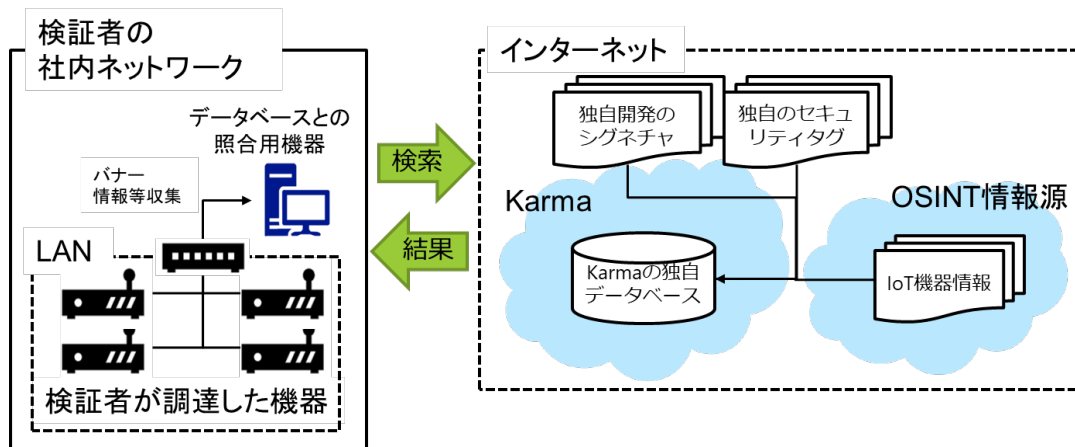 検証者の
社内ネットワーク
データベースとの
照合用機器
バナー
情報等収集
LAN
検証者が調達した機器
検索
結果
インターネット
独自開発の
シグネチャ
独自のセキュ
リティタグ
Karma
OSINT情報源
Karmaの独自
データベース
IoT機器情報